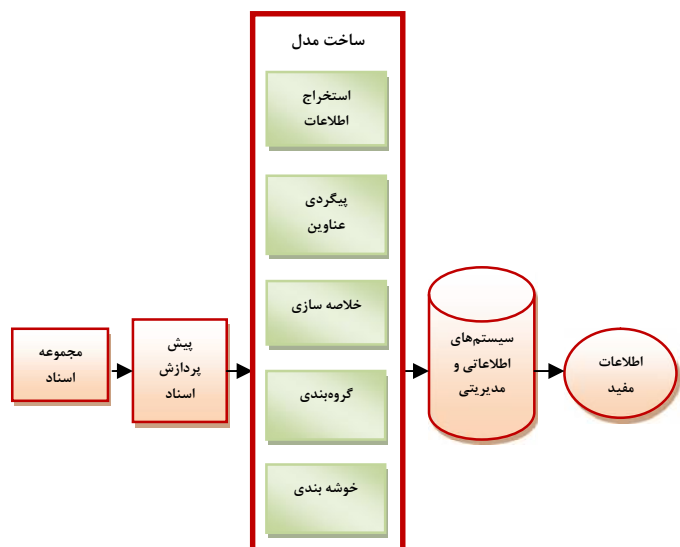 ساخت مدل
استخراج
اطلاعات
پیگردی
عناوین
خلاصه سازی
گروه‌بندی
خوشه بندی
مجموعه
اسناد
پیش
پردازش
اسناد
سیستم‌های
اطلاعاتی و
مدیریتی
اطلاعات
مفید